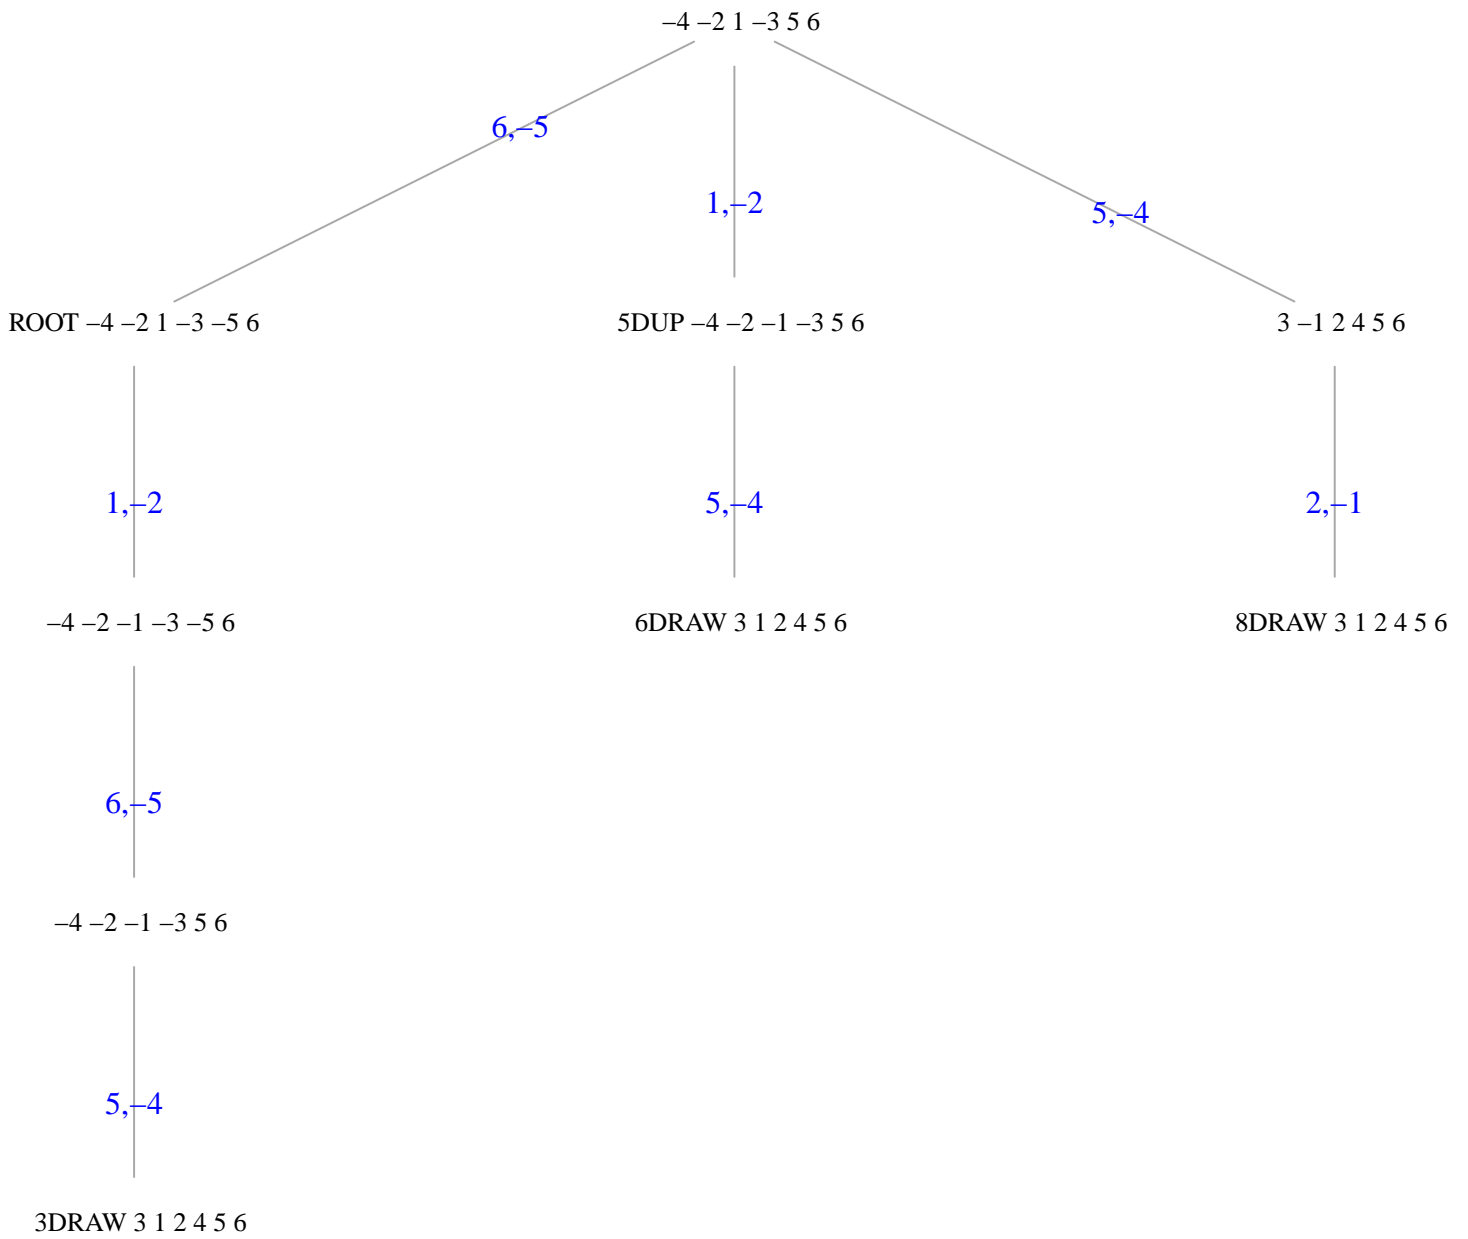 –4 –2 1 –3 5 6
6,–5
1,–2
5,–4
ROOT –4 –2 1 –3 –5 6
5DUP –4 –2 –1 –3 5 6
3 –1 2 4 5 6
1,–2
5,–4
2,–1
–4 –2 –1 –3 –5 6
6DRAW 3 1 2 4 5 6
8DRAW 3 1 2 4 5 6
6,–5
–4 –2 –1 –3 5 6
5,–4
3DRAW 3 1 2 4 5 6